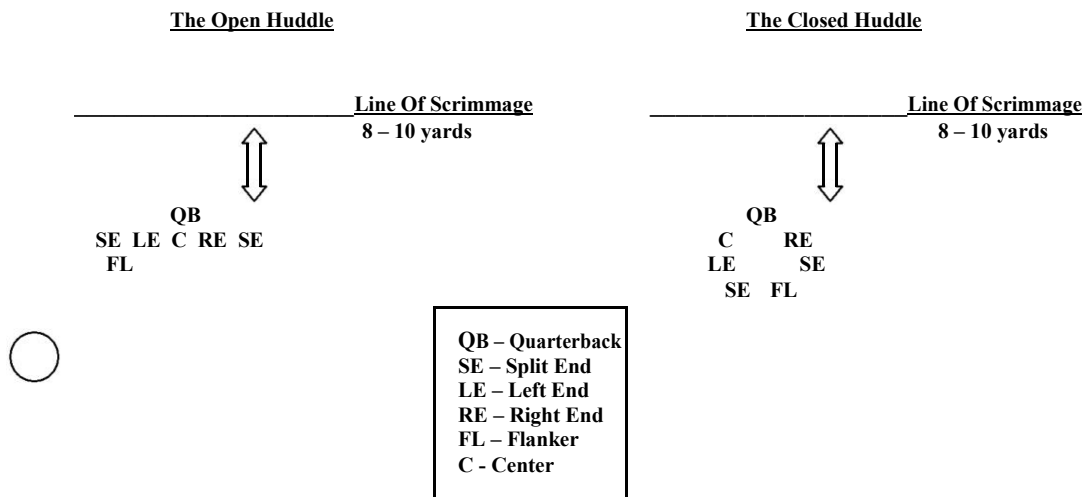 The Open Huddle
Line Of Scrimmage
8 – 10 yards
QB
SE LE C RE SE
FL
The Closed Huddle
Line Of Scrimmage
8 – 10 yards
QB
C RE
LE SE
SE FL
QB – Quarterback
SE – Split End
LE – Left End
RE – Right End
FL – Flanker
C - Center